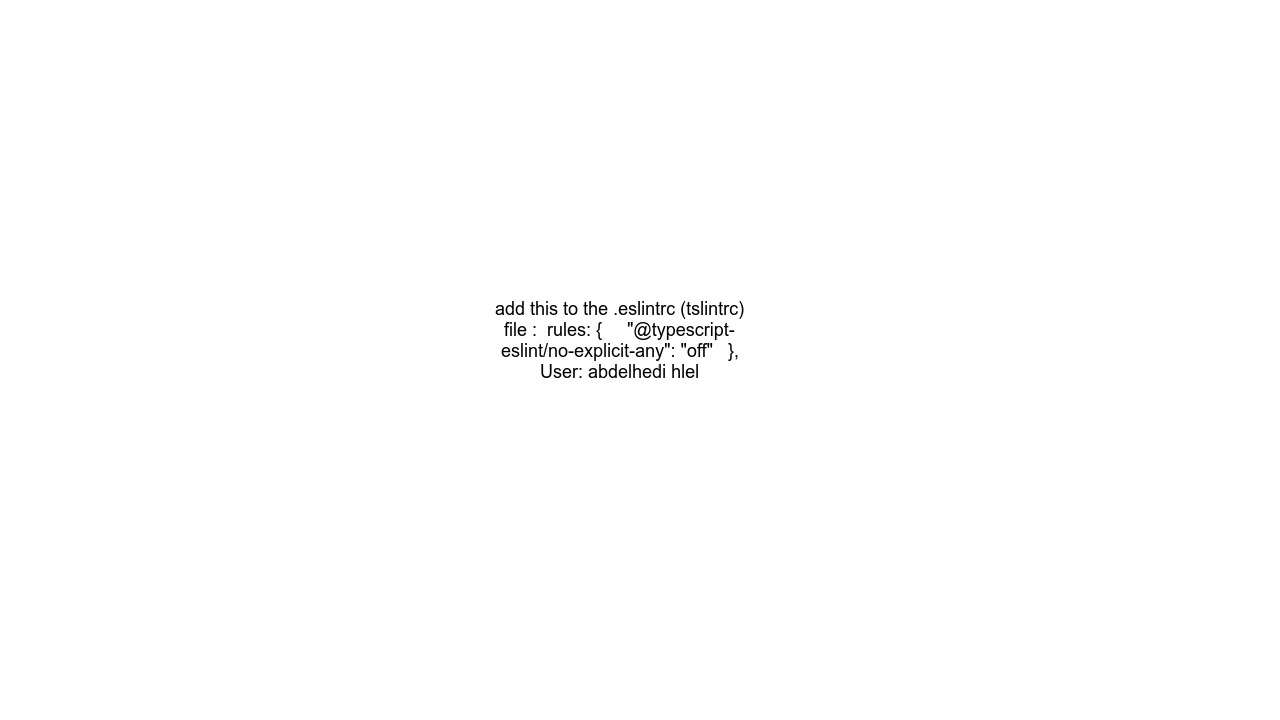 add this to the .eslintrc (tslintrc)
file :  rules: {     "@typescript-
eslint/no-explicit-any": "off"   },
User: abdelhedi hlel